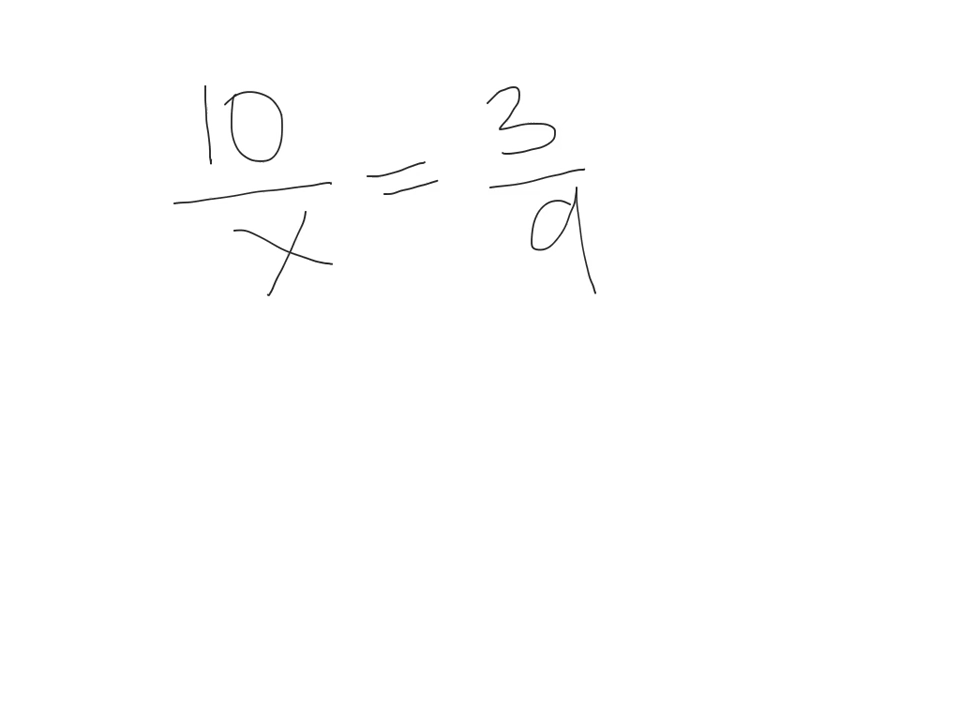 10/x = 3/9